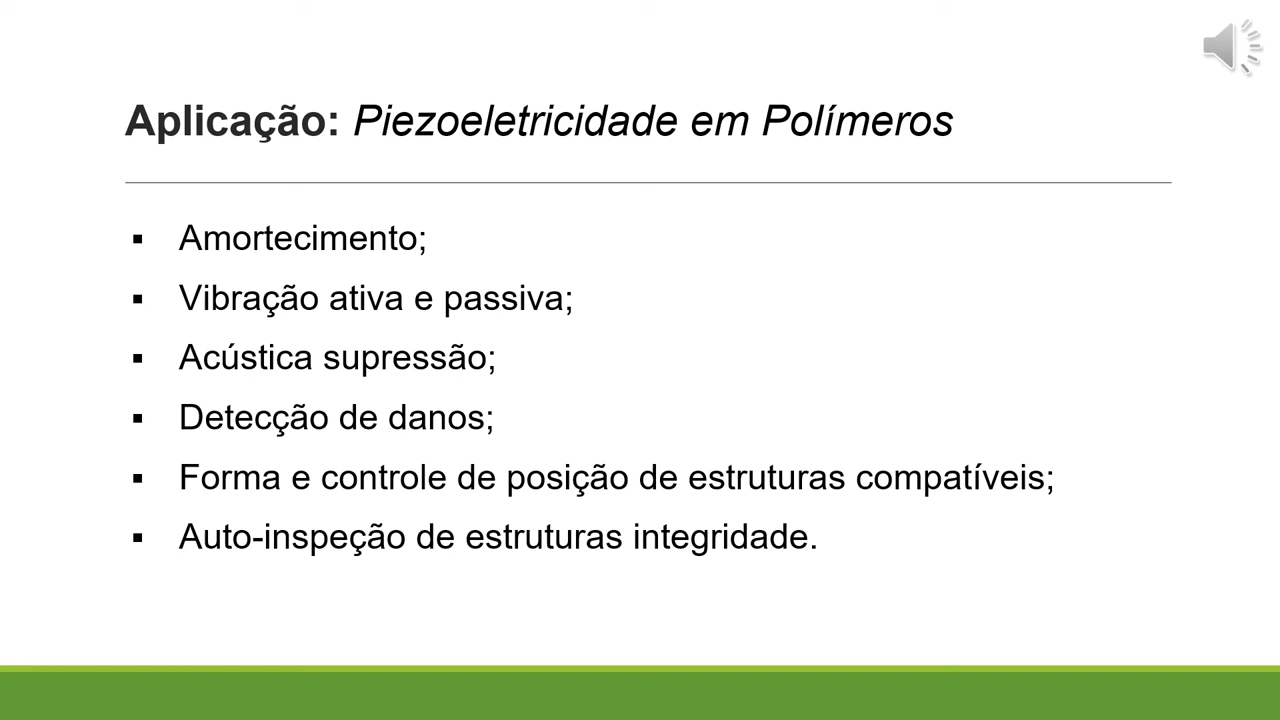 Aplicação: Piezoeletricidade em Polímeros
▪ Amortecimento;
▪ Vibração ativa e passiva;
▪ Acústica supressão;
▪ Detecção de danos;
▪ Forma e controle de posição de estruturas compatíveis;
▪ Auto-inspeção de estruturas integridade.